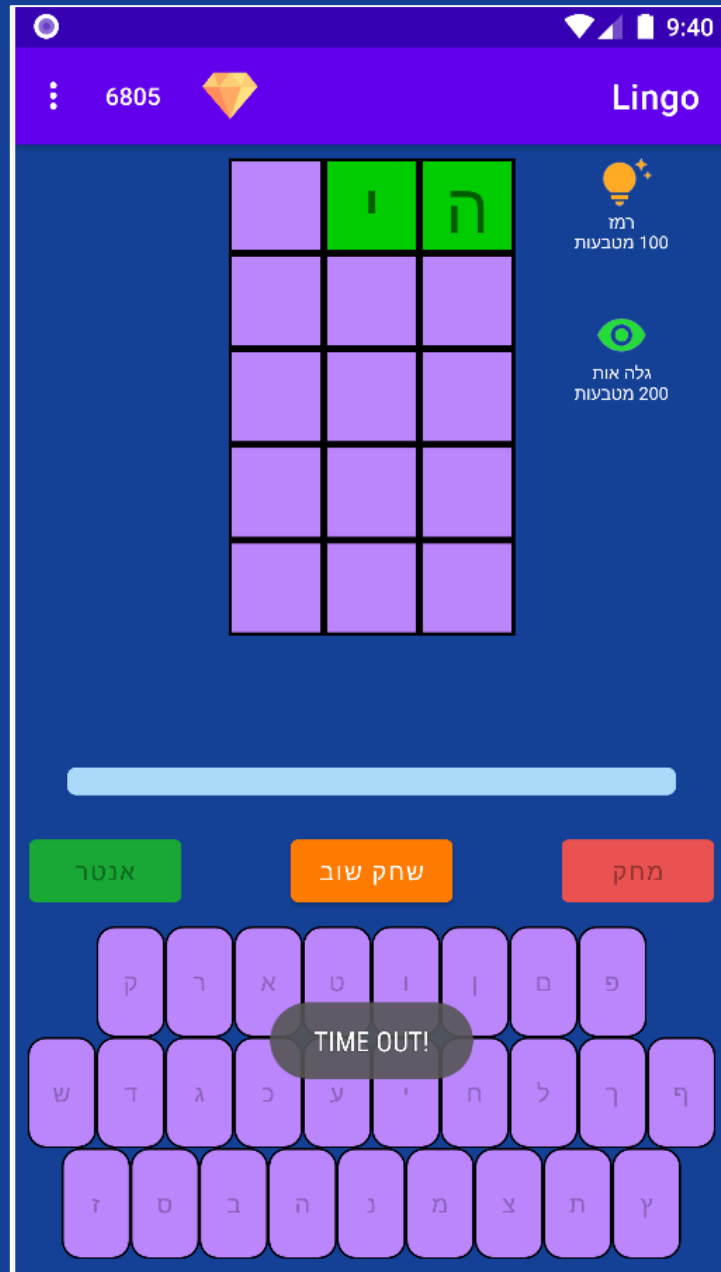 9:40
6805 Lingo
ה י
רמז
100 מטבעות
גלה אות
200 מטבעות
מחק שחק שוב אנטר
ק ר א ט ו ן ם פ
TIME OUT!
ש ד ג כ ע י ח ל ך ף
ז ס ב ה נ מ צ ת ץ